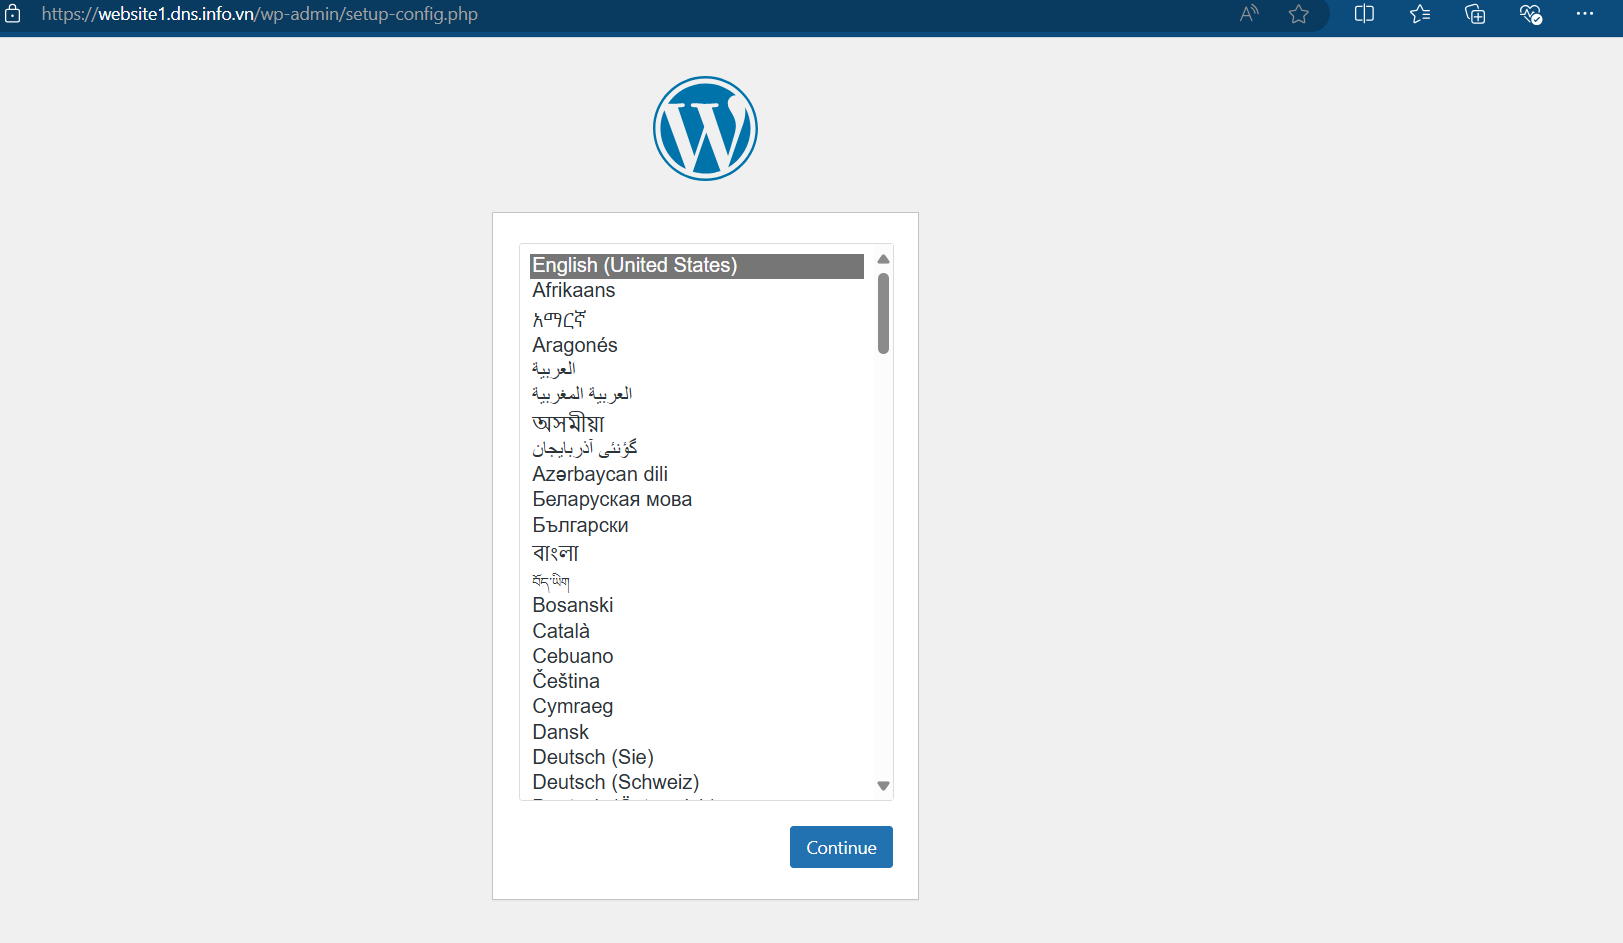 https://website1.dns.info.vn/wp-admin/setup-config.php
English (United States)
Afrikaans
አማርኛ
Aragonés
العربية
العربية المغربية
অসমীয়া
گؤنئی آذربایجان
Azərbaycan dili
Беларуская мова
Български
বাংলা
བོད་ཡིག
Bosanski
Català
Cebuano
Čeština
Cymraeg
Dansk
Deutsch (Sie)
Deutsch (Schweiz)
Continue